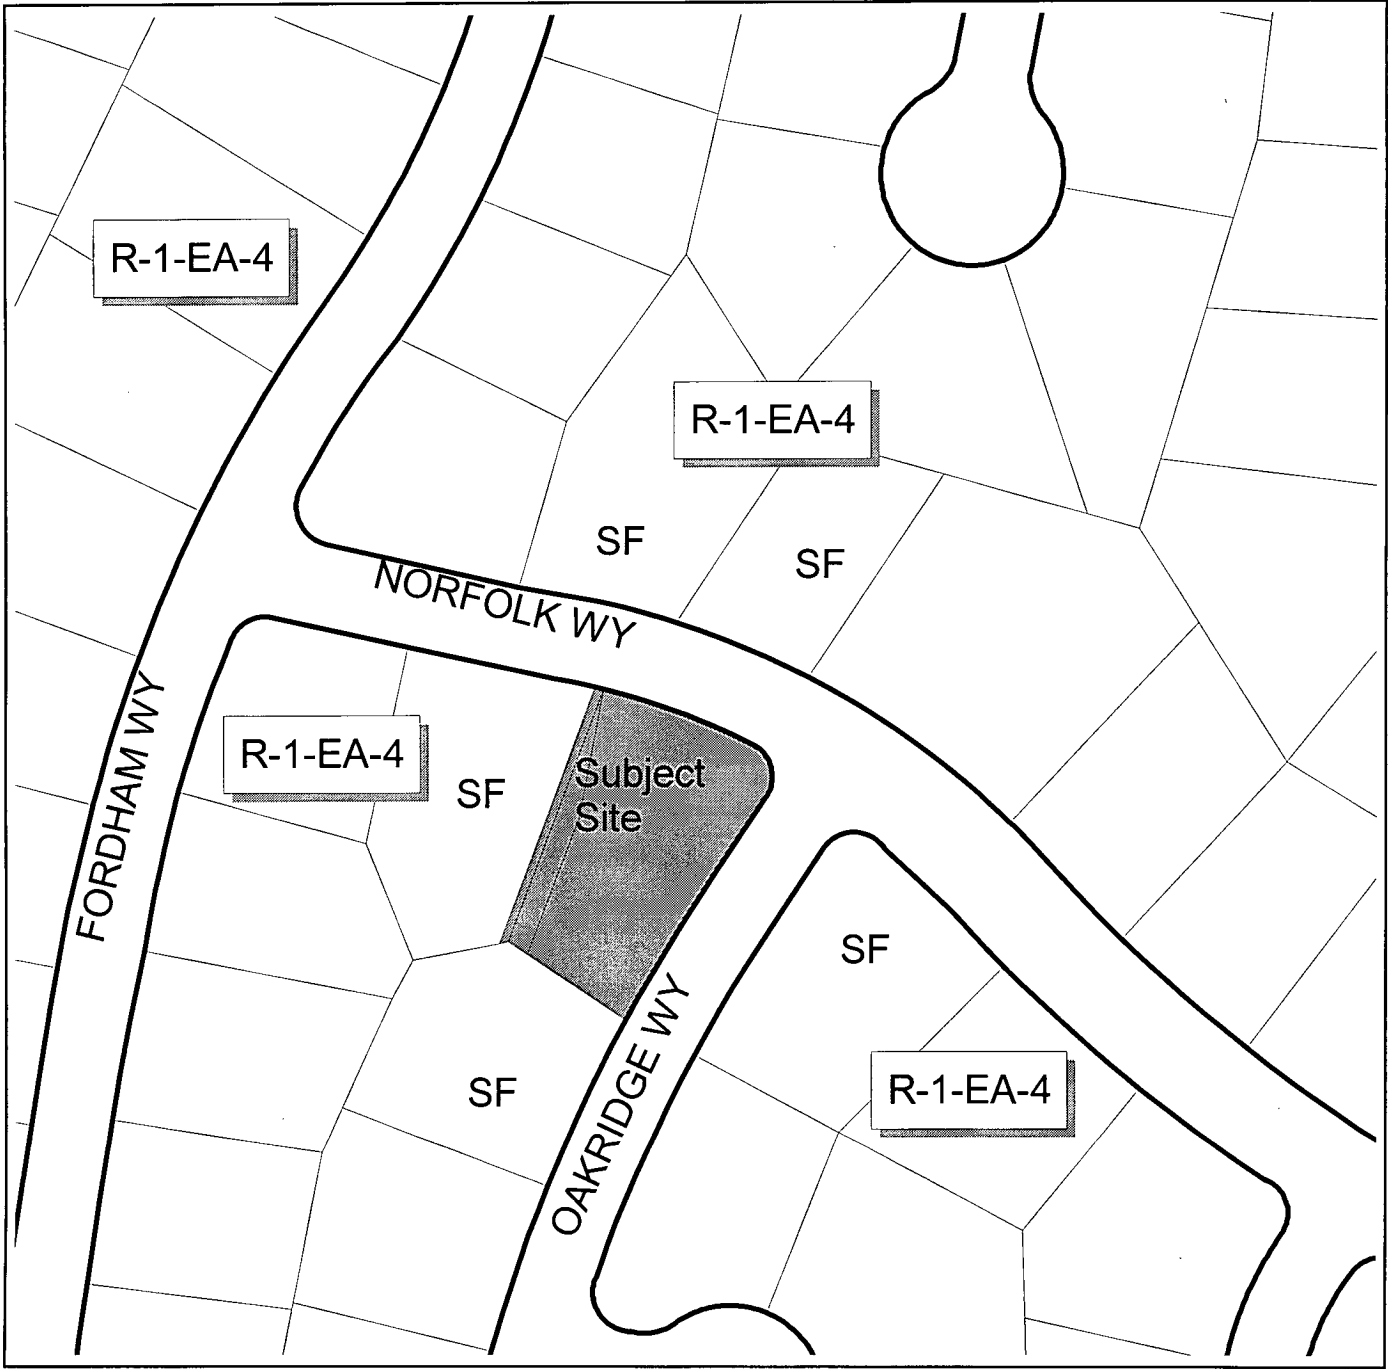 R-1-EA-4
R-1-EA-4
SF
SF
NORFOLK WY
FORDHAM WY
R-1-EA-4
SF
Subject
Site
SF
OAKRIDGE WY
R-1-EA-4
SF